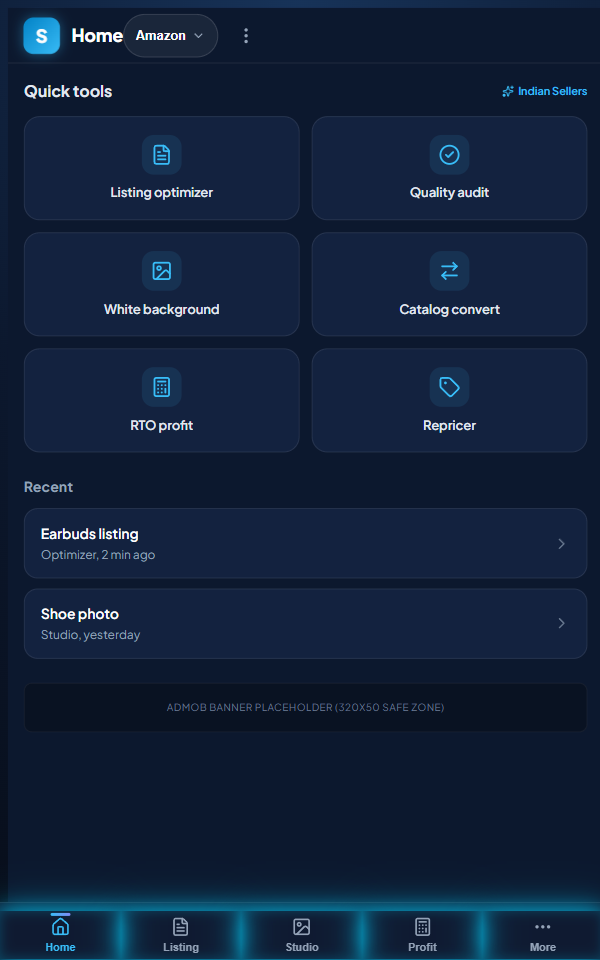 S
Home
Amazon
Quick tools
Indian Sellers
Listing optimizer
Quality audit
White background
Catalog convert
RTO profit
Repricer
Recent
Earbuds listing
Optimizer, 2 min ago
Shoe photo
Studio, yesterday
ADMOB BANNER PLACEHOLDER (320X50 SAFE ZONE)
Home
Listing
Studio
Profit
More